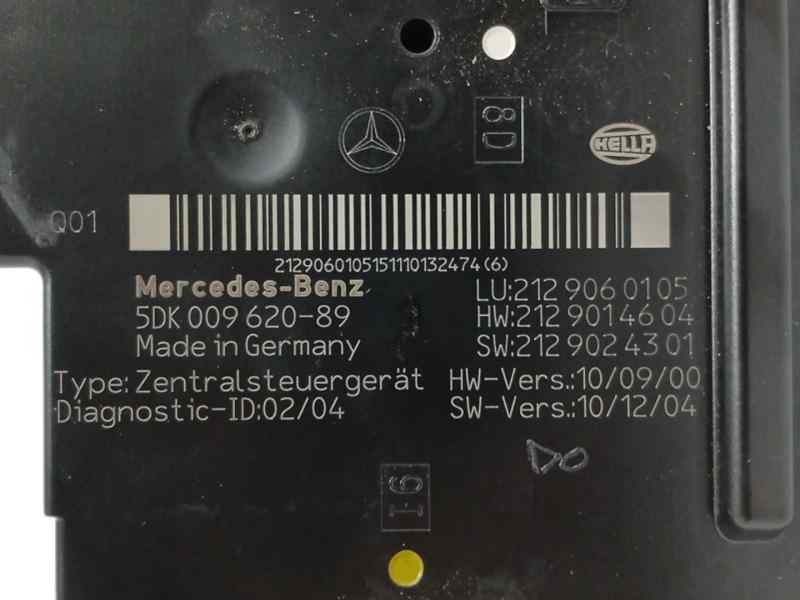 8D
HELLA
Q01
2129060105151110132474(6)
Mercedes-Benz
LU:212 906 01 05
5DK 009 620-89
HW:212 901 46 04
Made in Germany
SW:212 902 43 01
Type: Zentralsteuergerät
HW-Vers.:10/09/00
Diagnostic-ID:02/04
SW-Vers.:10/12/04
DO
I6